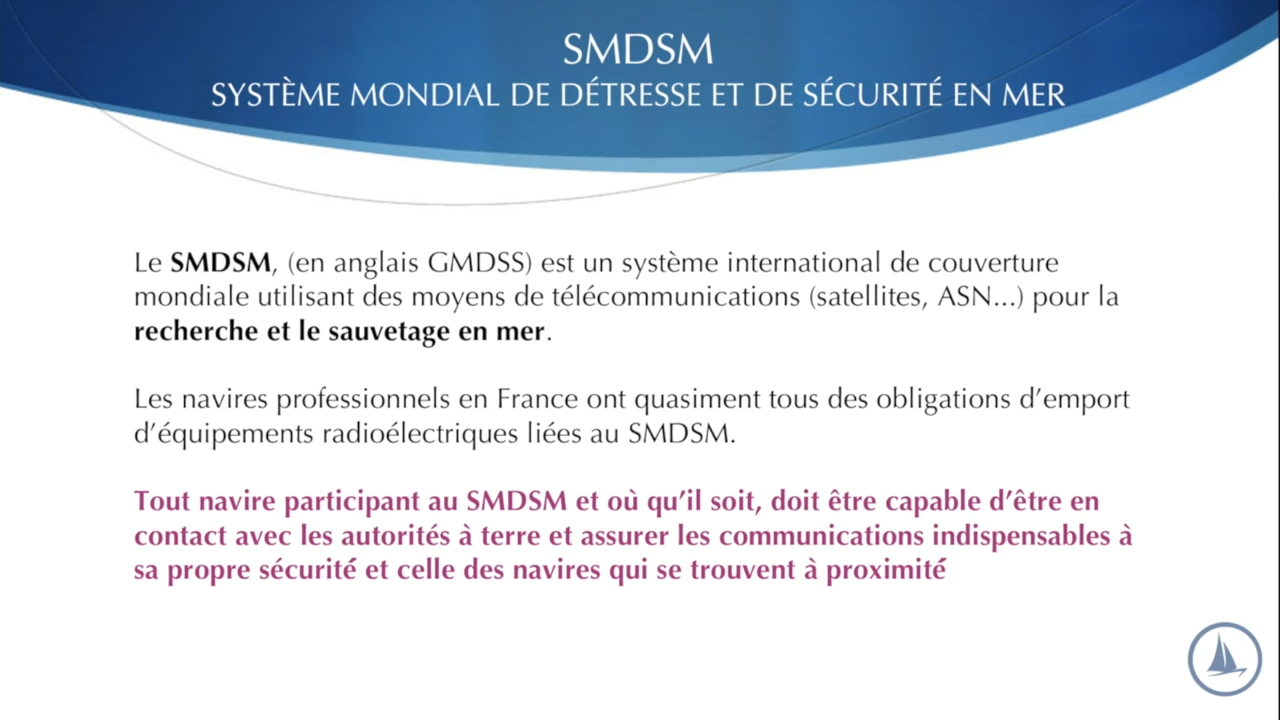 SMDSM
SYSTÈME MONDIAL DE DÉTRESSE ET DE SÉCURITÉ EN MER
Le SMDSM, (en anglais GMDSS) est un système international de couverture
mondiale utilisant des moyens de télécommunications (satellites, ASN...) pour la
recherche et le sauvetage en mer.
Les navires professionnels en France ont quasiment tous des obligations d’emport
d’équipements radioélectriques liées au SMDSM.
Tout navire participant au SMDSM et où qu’il soit, doit être capable d’être en
contact avec les autorités à terre et assurer les communications indispensables à
sa propre sécurité et celle des navires qui se trouvent à proximité